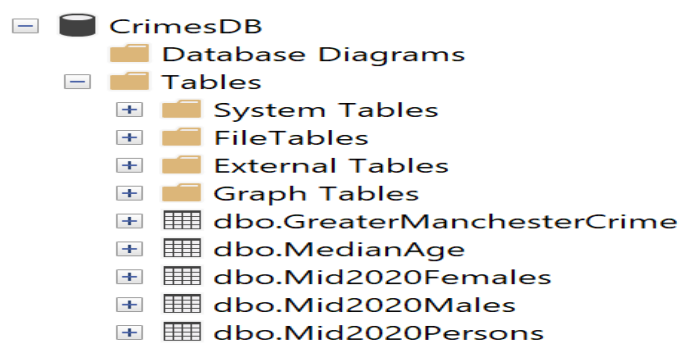 CrimesDB
Database Diagrams
Tables
System Tables
FileTables
External Tables
Graph Tables
dbo.GreaterManchesterCrime
dbo.MedianAge
dbo.Mid2020Females
dbo.Mid2020Males
dbo.Mid2020Persons